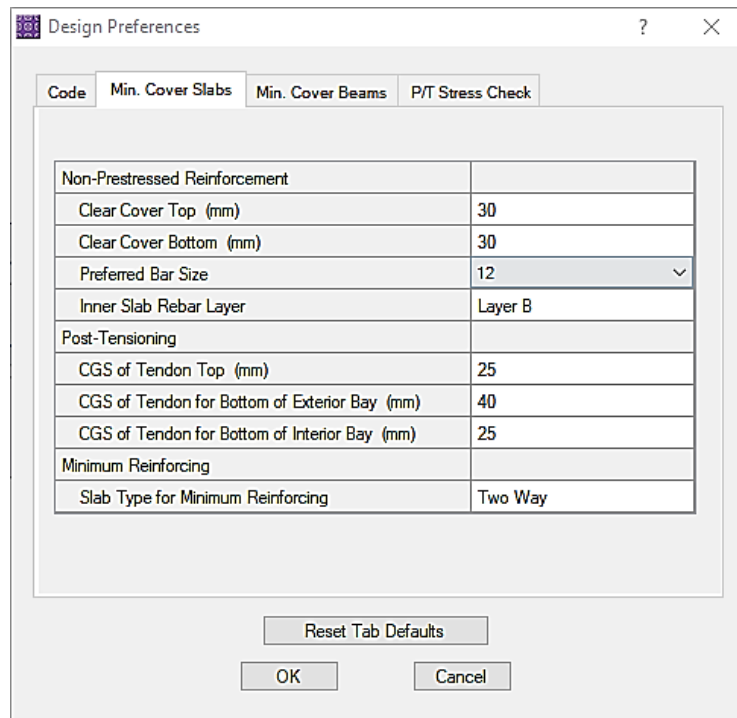 Design Preferences ?
Code Min. Cover Slabs Min. Cover Beams P/T Stress Check
Non-Prestressed Reinforcement
Clear Cover Top (mm) 30
Clear Cover Bottom (mm) 30
Preferred Bar Size 12
Inner Slab Rebar Layer Layer B
Post-Tensioning
CGS of Tendon Top (mm) 25
CGS of Tendon for Bottom of Exterior Bay (mm) 40
CGS of Tendon for Bottom of Interior Bay (mm) 25
Minimum Reinforcing
Slab Type for Minimum Reinforcing Two Way
Reset Tab Defaults
OK Cancel